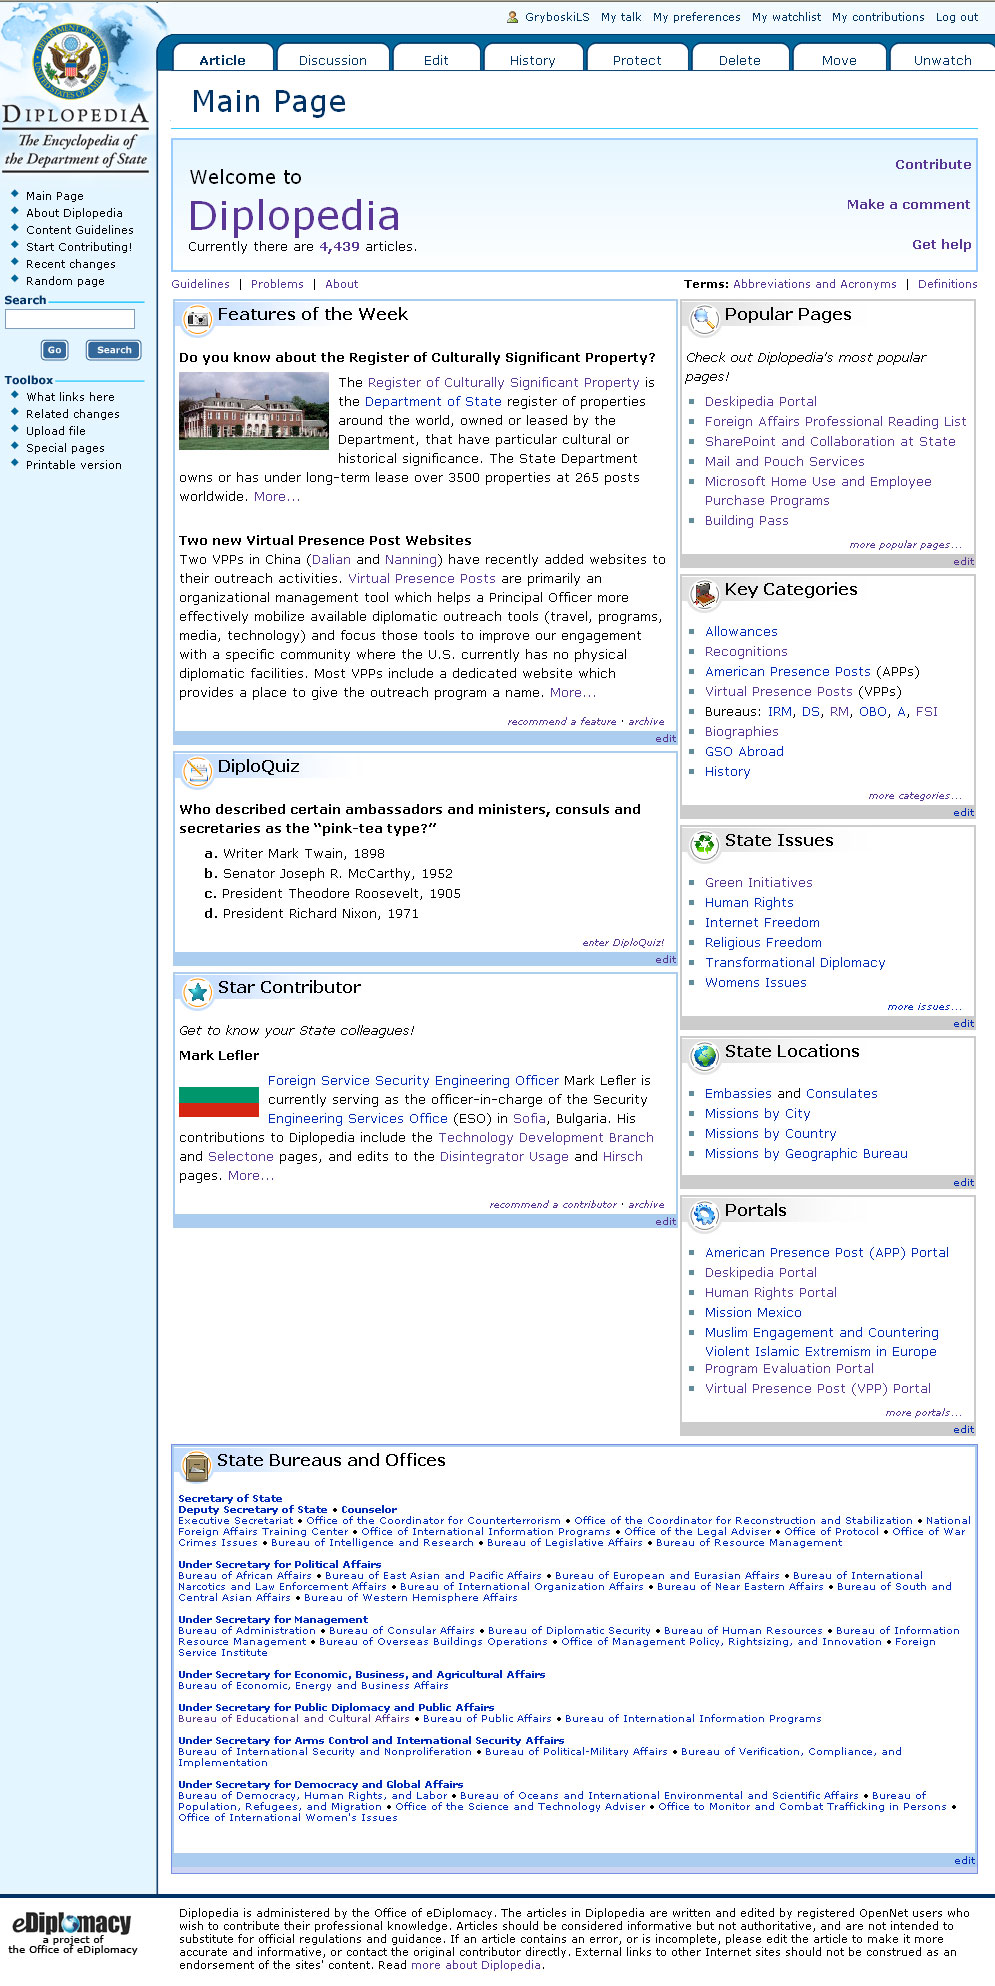 GryboskiLS My talk My preferences My watchlist My contributions Log out
Article Discussion Edit History Protect Delete Move Unwatch
DIPLOPEDIA
The Encyclopedia of
the Department of State
Main Page
About Diplopedia
Content Guidelines
Start Contributing!
Recent changes
Random page
Search
Go Search
Toolbox
What links here
Related changes
Upload file
Special pages
Printable version
Main Page
Welcome to
Diplopedia
Currently there are 4,439 articles.
Contribute
Make a comment
Get help
Guidelines | Problems | About
Terms: Abbreviations and Acronyms | Definitions
Features of the Week
Do you know about the Register of Culturally Significant Property?
The Register of Culturally Significant Property is
the Department of State register of properties
around the world, owned or leased by the
Department, that have particular cultural or
historical significance. The State Department
owns or has under long-term lease over 3500 properties at 265 posts
worldwide. More...
Two new Virtual Presence Post Websites
Two VPPs in China (Dalian and Nanning) have recently added websites to
their outreach activities. Virtual Presence Posts are primarily an
organizational management tool which helps a Principal Officer more
effectively mobilize available diplomatic outreach tools (travel, programs,
media, technology) and focus those tools to improve our engagement
with a specific community where the U.S. currently has no physical
diplomatic facilities. Most VPPs include a dedicated website which
provides a place to give the outreach program a name. More...
recommend a feature · archive
edit
DiploQuiz
Who described certain ambassadors and ministers, consuls and
secretaries as the “pink-tea type?”
a. Writer Mark Twain, 1898
b. Senator Joseph R. McCarthy, 1952
c. President Theodore Roosevelt, 1905
d. President Richard Nixon, 1971
enter DiploQuiz!
edit
Star Contributor
Get to know your State colleagues!
Mark Lefler
Foreign Service Security Engineering Officer Mark Lefler is
currently serving as the officer-in-charge of the Security
Engineering Services Office (ESO) in Sofia, Bulgaria. His
contributions to Diplopedia include the Technology Development Branch
and Selectone pages, and edits to the Disintegrator Usage and Hirsch
pages. More...
recommend a contributor · archive
edit
Popular Pages
Check out Diplopedia's most popular
pages!
Deskipedia Portal
Foreign Affairs Professional Reading List
SharePoint and Collaboration at State
Mail and Pouch Services
Microsoft Home Use and Employee
Purchase Programs
Building Pass
more popular pages...
edit
Key Categories
Allowances
Recognitions
American Presence Posts (APPs)
Virtual Presence Posts (VPPs)
Bureaus: IRM, DS, RM, OBO, A, FSI
Biographies
GSO Abroad
History
more categories...
edit
State Issues
Green Initiatives
Human Rights
Internet Freedom
Religious Freedom
Transformational Diplomacy
Womens Issues
more issues...
edit
State Locations
Embassies and Consulates
Missions by City
Missions by Country
Missions by Geographic Bureau
edit
Portals
American Presence Post (APP) Portal
Deskipedia Portal
Human Rights Portal
Mission Mexico
Muslim Engagement and Countering
Violent Islamic Extremism in Europe
Program Evaluation Portal
Virtual Presence Post (VPP) Portal
more portals...
edit
State Bureaus and Offices
Secretary of State
Deputy Secretary of State • Counselor
Executive Secretariat • Office of the Coordinator for Counterterrorism • Office of the Coordinator for Reconstruction and Stabilization • National
Foreign Affairs Training Center • Office of International Information Programs • Office of the Legal Adviser • Office of Protocol • Office of War
Crimes Issues • Bureau of Intelligence and Research • Bureau of Legislative Affairs • Bureau of Resource Management
Under Secretary for Political Affairs
Bureau of African Affairs • Bureau of East Asian and Pacific Affairs • Bureau of European and Eurasian Affairs • Bureau of International
Narcotics and Law Enforcement Affairs • Bureau of International Organization Affairs • Bureau of Near Eastern Affairs • Bureau of South and
Central Asian Affairs • Bureau of Western Hemisphere Affairs
Under Secretary for Management
Bureau of Administration • Bureau of Consular Affairs • Bureau of Diplomatic Security • Bureau of Human Resources • Bureau of Information
Resource Management • Bureau of Overseas Buildings Operations • Office of Management Policy, Rightsizing, and Innovation • Foreign
Service Institute
Under Secretary for Economic, Business, and Agricultural Affairs
Bureau of Economic, Energy and Business Affairs
Under Secretary for Public Diplomacy and Public Affairs
Bureau of Educational and Cultural Affairs • Bureau of Public Affairs • Bureau of International Information Programs
Under Secretary for Arms Control and International Security Affairs
Bureau of International Security and Nonproliferation • Bureau of Political-Military Affairs • Bureau of Verification, Compliance, and
Implementation
Under Secretary for Democracy and Global Affairs
Bureau of Democracy, Human Rights, and Labor • Bureau of Oceans and International Environmental and Scientific Affairs • Bureau of
Population, Refugees, and Migration • Office of the Science and Technology Adviser • Office to Monitor and Combat Trafficking in Persons •
Office of International Women's Issues
edit
eDiplomacy
a project of
the Office of eDiplomacy
Diplopedia is administered by the Office of eDiplomacy. The articles in Diplopedia are written and edited by registered OpenNet users who
wish to contribute their professional knowledge. Articles should be considered informative but not authoritative, and are not intended to
substitute for official regulations and guidance. If an article contains an error, or is incomplete, please edit the article to make it more
accurate and informative, or contact the original contributor directly. External links to other Internet sites should not be construed as an
endorsement of the sites' content. Read more about Diplopedia.